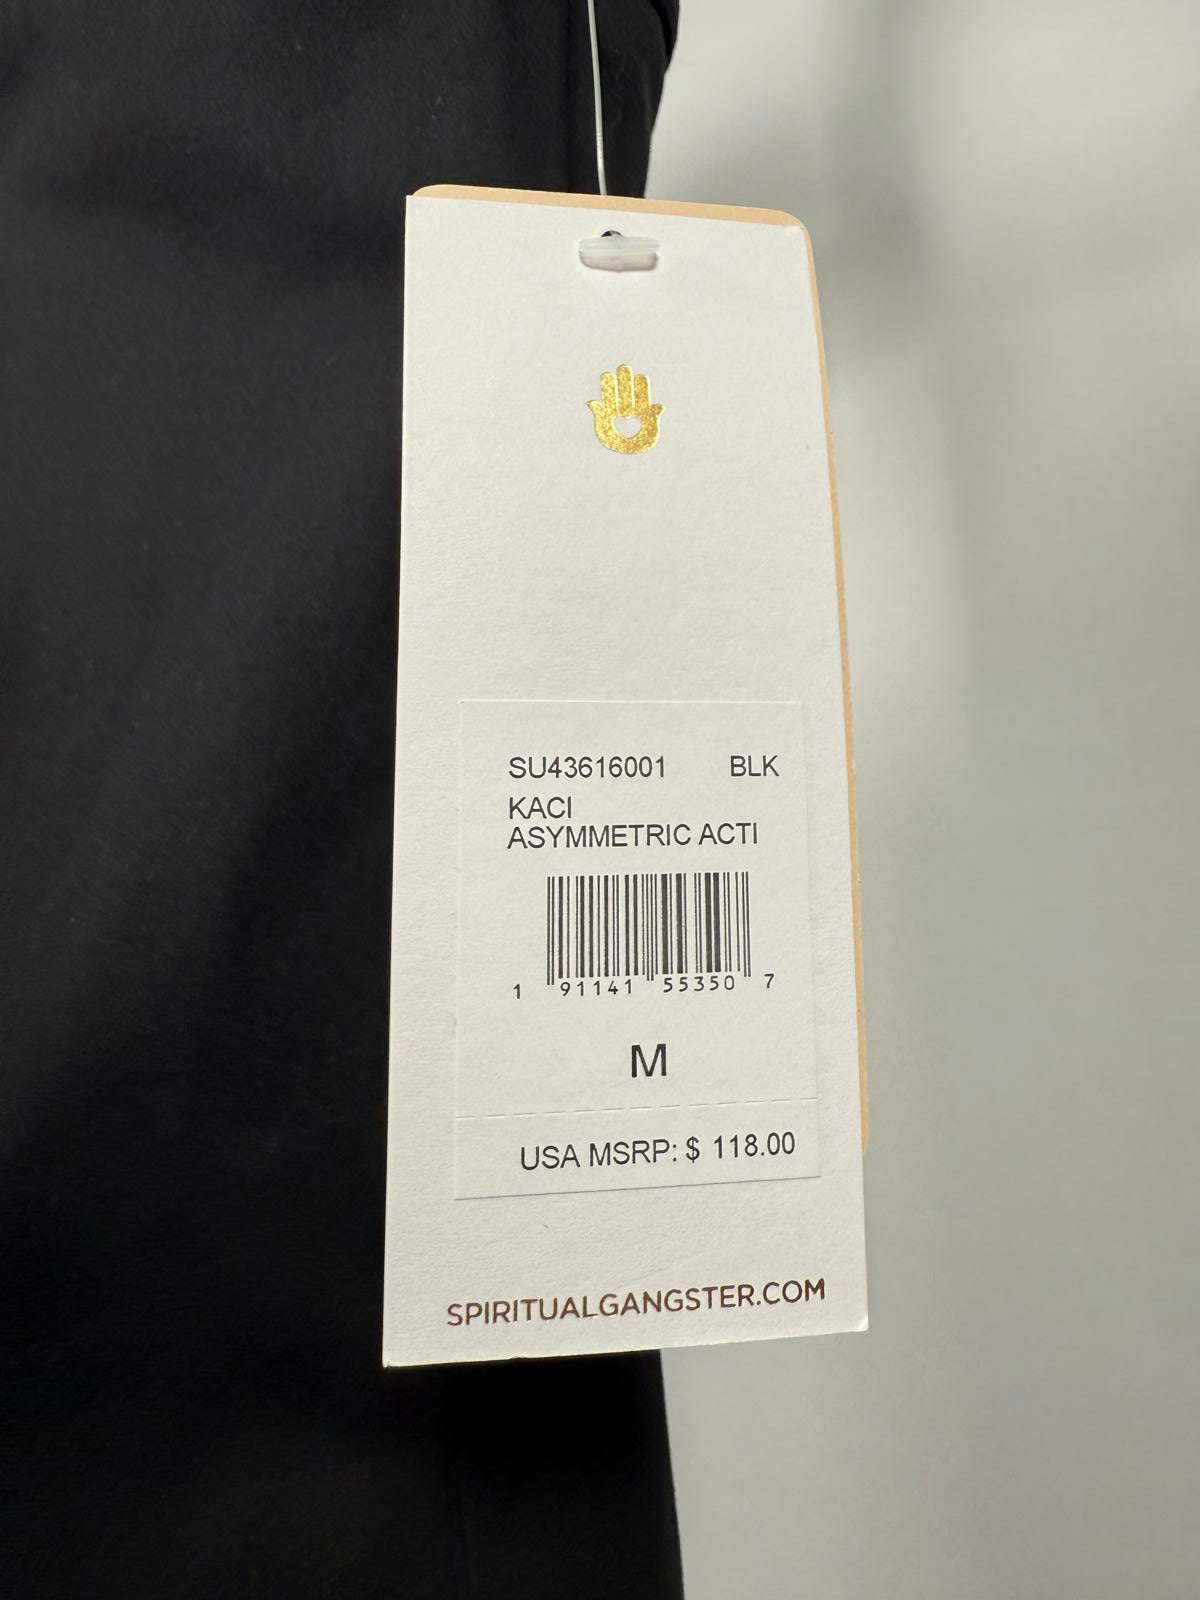 SU43616001 BLK
KACI
ASYMMETRIC ACTI
1 91141 55350 7
M
USA MSRP: $ 118.00
SPIRITUALGANGSTER.COM